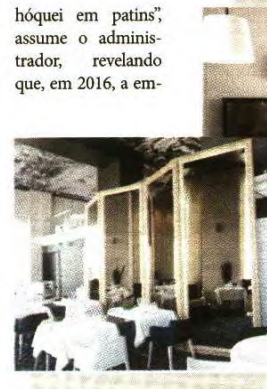 hóquei em patins”,
assume o adminis-
trador, revelando
que, em 2016, a em-